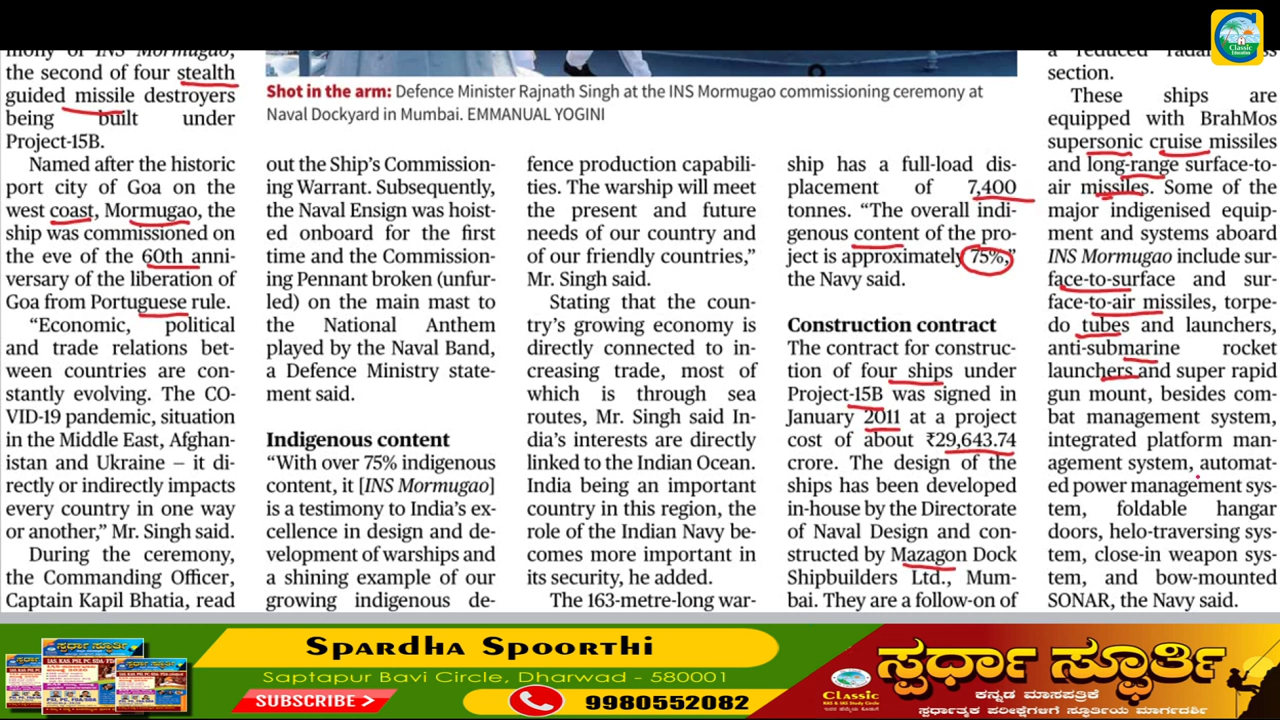 mony of INS Mormugao,
the second of four stealth
guided missile destroyers
being built under
Project-15B.
Named after the historic
port city of Goa on the
west coast, Mormugao, the
ship was commissioned on
the eve of the 60th anni-
versary of the liberation of
Goa from Portuguese rule.
“Economic, political
and trade relations bet-
ween countries are con-
stantly evolving. The CO-
VID-19 pandemic, situation
in the Middle East, Afghan-
istan and Ukraine – it di-
rectly or indirectly impacts
every country in one way
or another,” Mr. Singh said.
During the ceremony,
the Commanding Officer,
Captain Kapil Bhatia, read
Shot in the arm: Defence Minister Rajnath Singh at the INS Mormugao commissioning ceremony at
Naval Dockyard in Mumbai. EMMANUAL YOGINI
out the Ship’s Commission-
ing Warrant. Subsequently,
the Naval Ensign was hoist-
ed onboard for the first
time and the Commission-
ing Pennant broken (unfur-
led) on the main mast to
the National Anthem
played by the Naval Band,
a Defence Ministry state-
ment said.
Indigenous content
“With over 75% indigenous
content, it [INS Mormugao]
is a testimony to India’s ex-
cellence in design and de-
velopment of warships and
a shining example of our
growing indigenous de-
fence production capabili-
ties. The warship will meet
the present and future
needs of our country and
of our friendly countries,”
Mr. Singh said.
Stating that the coun-
try’s growing economy is
directly connected to in-
creasing trade, most of
which is through sea
routes, Mr. Singh said In-
dia’s interests are directly
linked to the Indian Ocean.
India being an important
country in this region, the
role of the Indian Navy be-
comes more important in
its security, he added.
The 163-metre-long war-
ship has a full-load dis-
placement of 7,400
tonnes. “The overall indi-
genous content of the pro-
ject is approximately 75%,”
the Navy said.
Construction contract
The contract for construc-
tion of four ships under
Project-15B was signed in
January 2011 at a project
cost of about ₹29,643.74
crore. The design of the
ships has been developed
in-house by the Directorate
of Naval Design and con-
structed by Mazagon Dock
Shipbuilders Ltd., Mum-
bai. They are a follow-on of
a reduced
section.
These ships are
equipped with BrahMos
supersonic cruise missiles
and long-range surface-to-
air missiles. Some of the
major indigenised equip-
ment and systems aboard
INS Mormugao include sur-
face-to-surface and sur-
face-to-air missiles, torpe-
do tubes and launchers,
anti-submarine rocket
launchers and super rapid
gun mount, besides com-
bat management system,
integrated platform man-
agement system, automat-
ed power management sys-
tem, foldable hangar
doors, helo-traversing sys-
tem, close-in weapon sys-
tem, and bow-mounted
SONAR, the Navy said.
Classic
Education
Spardha Spoorthi
Saptapur Bavi Circle, Dharwad - 580001
SUBSCRIBE
9980552082
Classic
KAS & IAS Study Circle
ಸ್ಪರ್ಧಾ ಸ್ಫೂರ್ತಿ
ಕನ್ನಡ ಮಾಸಪತ್ರಿಕೆ
ಸ್ಪರ್ಧಾತ್ಮಕ ಪರೀಕ್ಷೆಗಳಿಗೆ ಸ್ಫೂರ್ತಿಯ ಮಾರ್ಗದರ್ಶಿ